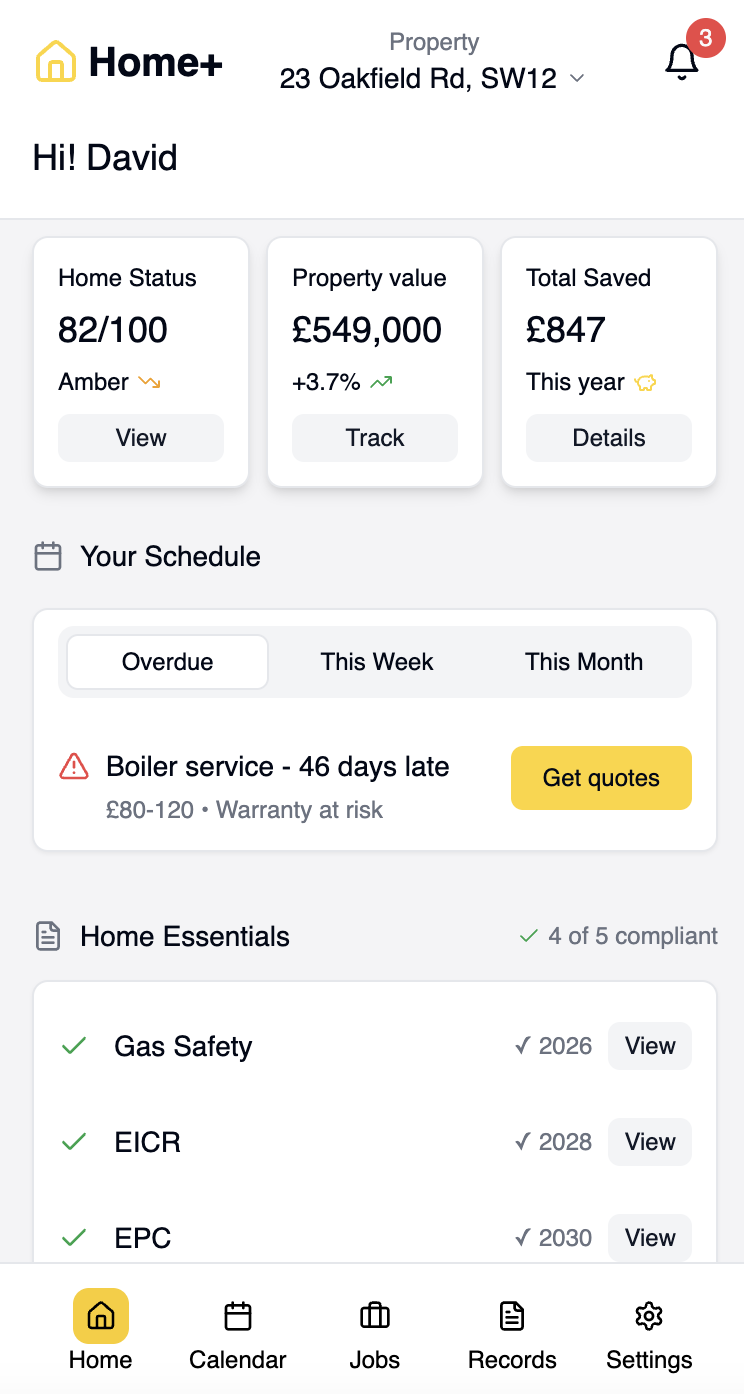 Home+
Property
23 Oakfield Rd, SW12
3
Hi! David
Home Status
82/100
Amber
View
Property value
£549,000
+3.7%
Track
Total Saved
£847
This year
Details
Your Schedule
Overdue
This Week
This Month
Boiler service - 46 days late
£80-120 • Warranty at risk
Get quotes
Home Essentials
4 of 5 compliant
Gas Safety
✓ 2026
View
EICR
✓ 2028
View
EPC
✓ 2030
View
Home
Calendar
Jobs
Records
Settings